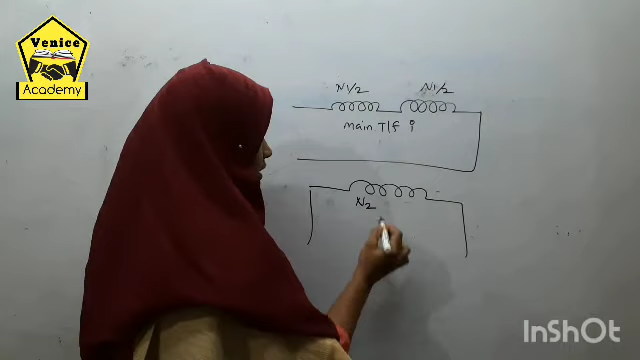 Venice
Academy
N1/2 N1/2
main T/f i
N2
InShOt